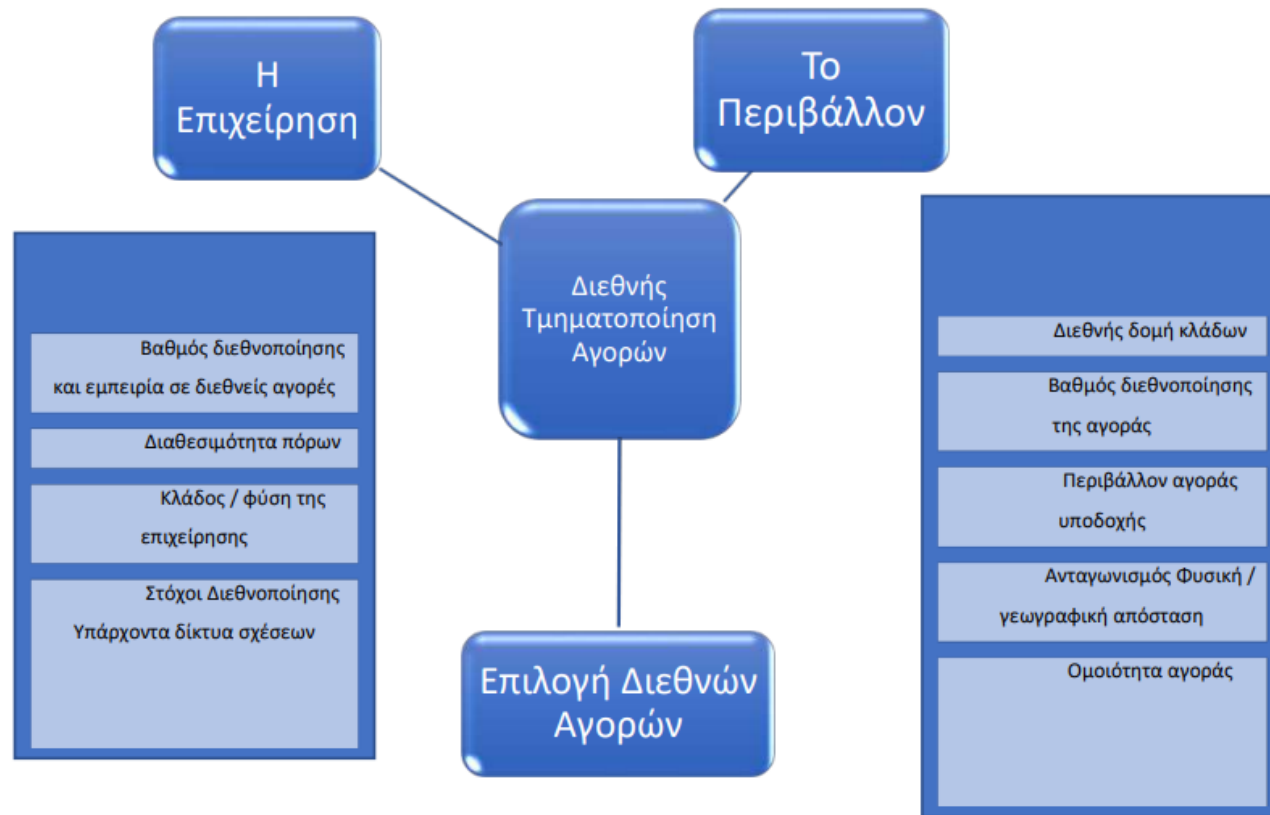 Η
Επιχείρηση
Το
Περιβάλλον
Διεθνής
Τμηματοποίηση
Αγορών
Βαθμός διεθνοποίησης
και εμπειρία σε διεθνείς αγορές
Διαθεσιμότητα πόρων
Κλάδος / φύση της
επιχείρησης
Στόχοι Διεθνοποίησης
Υπάρχοντα δίκτυα σχέσεων
Διεθνής δομή κλάδων
Βαθμός διεθνοποίησης
της αγοράς
Περιβάλλον αγοράς
υποδοχής
Ανταγωνισμός Φυσική /
γεωγραφική απόσταση
Ομοιότητα αγοράς
Επιλογή Διεθνών
Αγορών